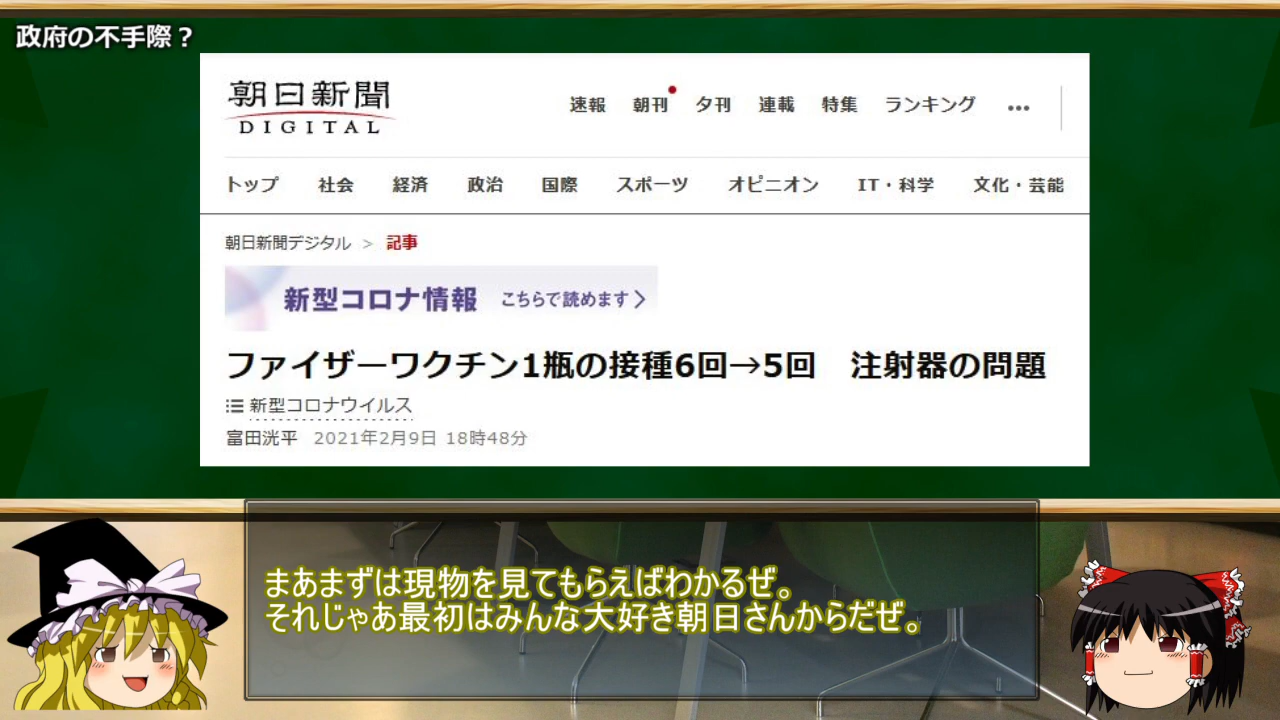 政府の不手際？
朝日新聞
DIGITAL
速報 朝刊 夕刊 連載 特集 ランキング …
トップ 社会 経済 政治 国際 スポーツ オピニオン IT・科学 文化・芸能
朝日新聞デジタル > 記事
新型コロナ情報 こちらで読めます >
ファイザーワクチン1瓶の接種6回→5回　注射器の問題
新型コロナウイルス
富田洸平 2021年2月9日 18時48分
まあまずは現物を見てもらえばわかるぜ。
それじゃあ最初はみんな大好き朝日さんからだぜ。